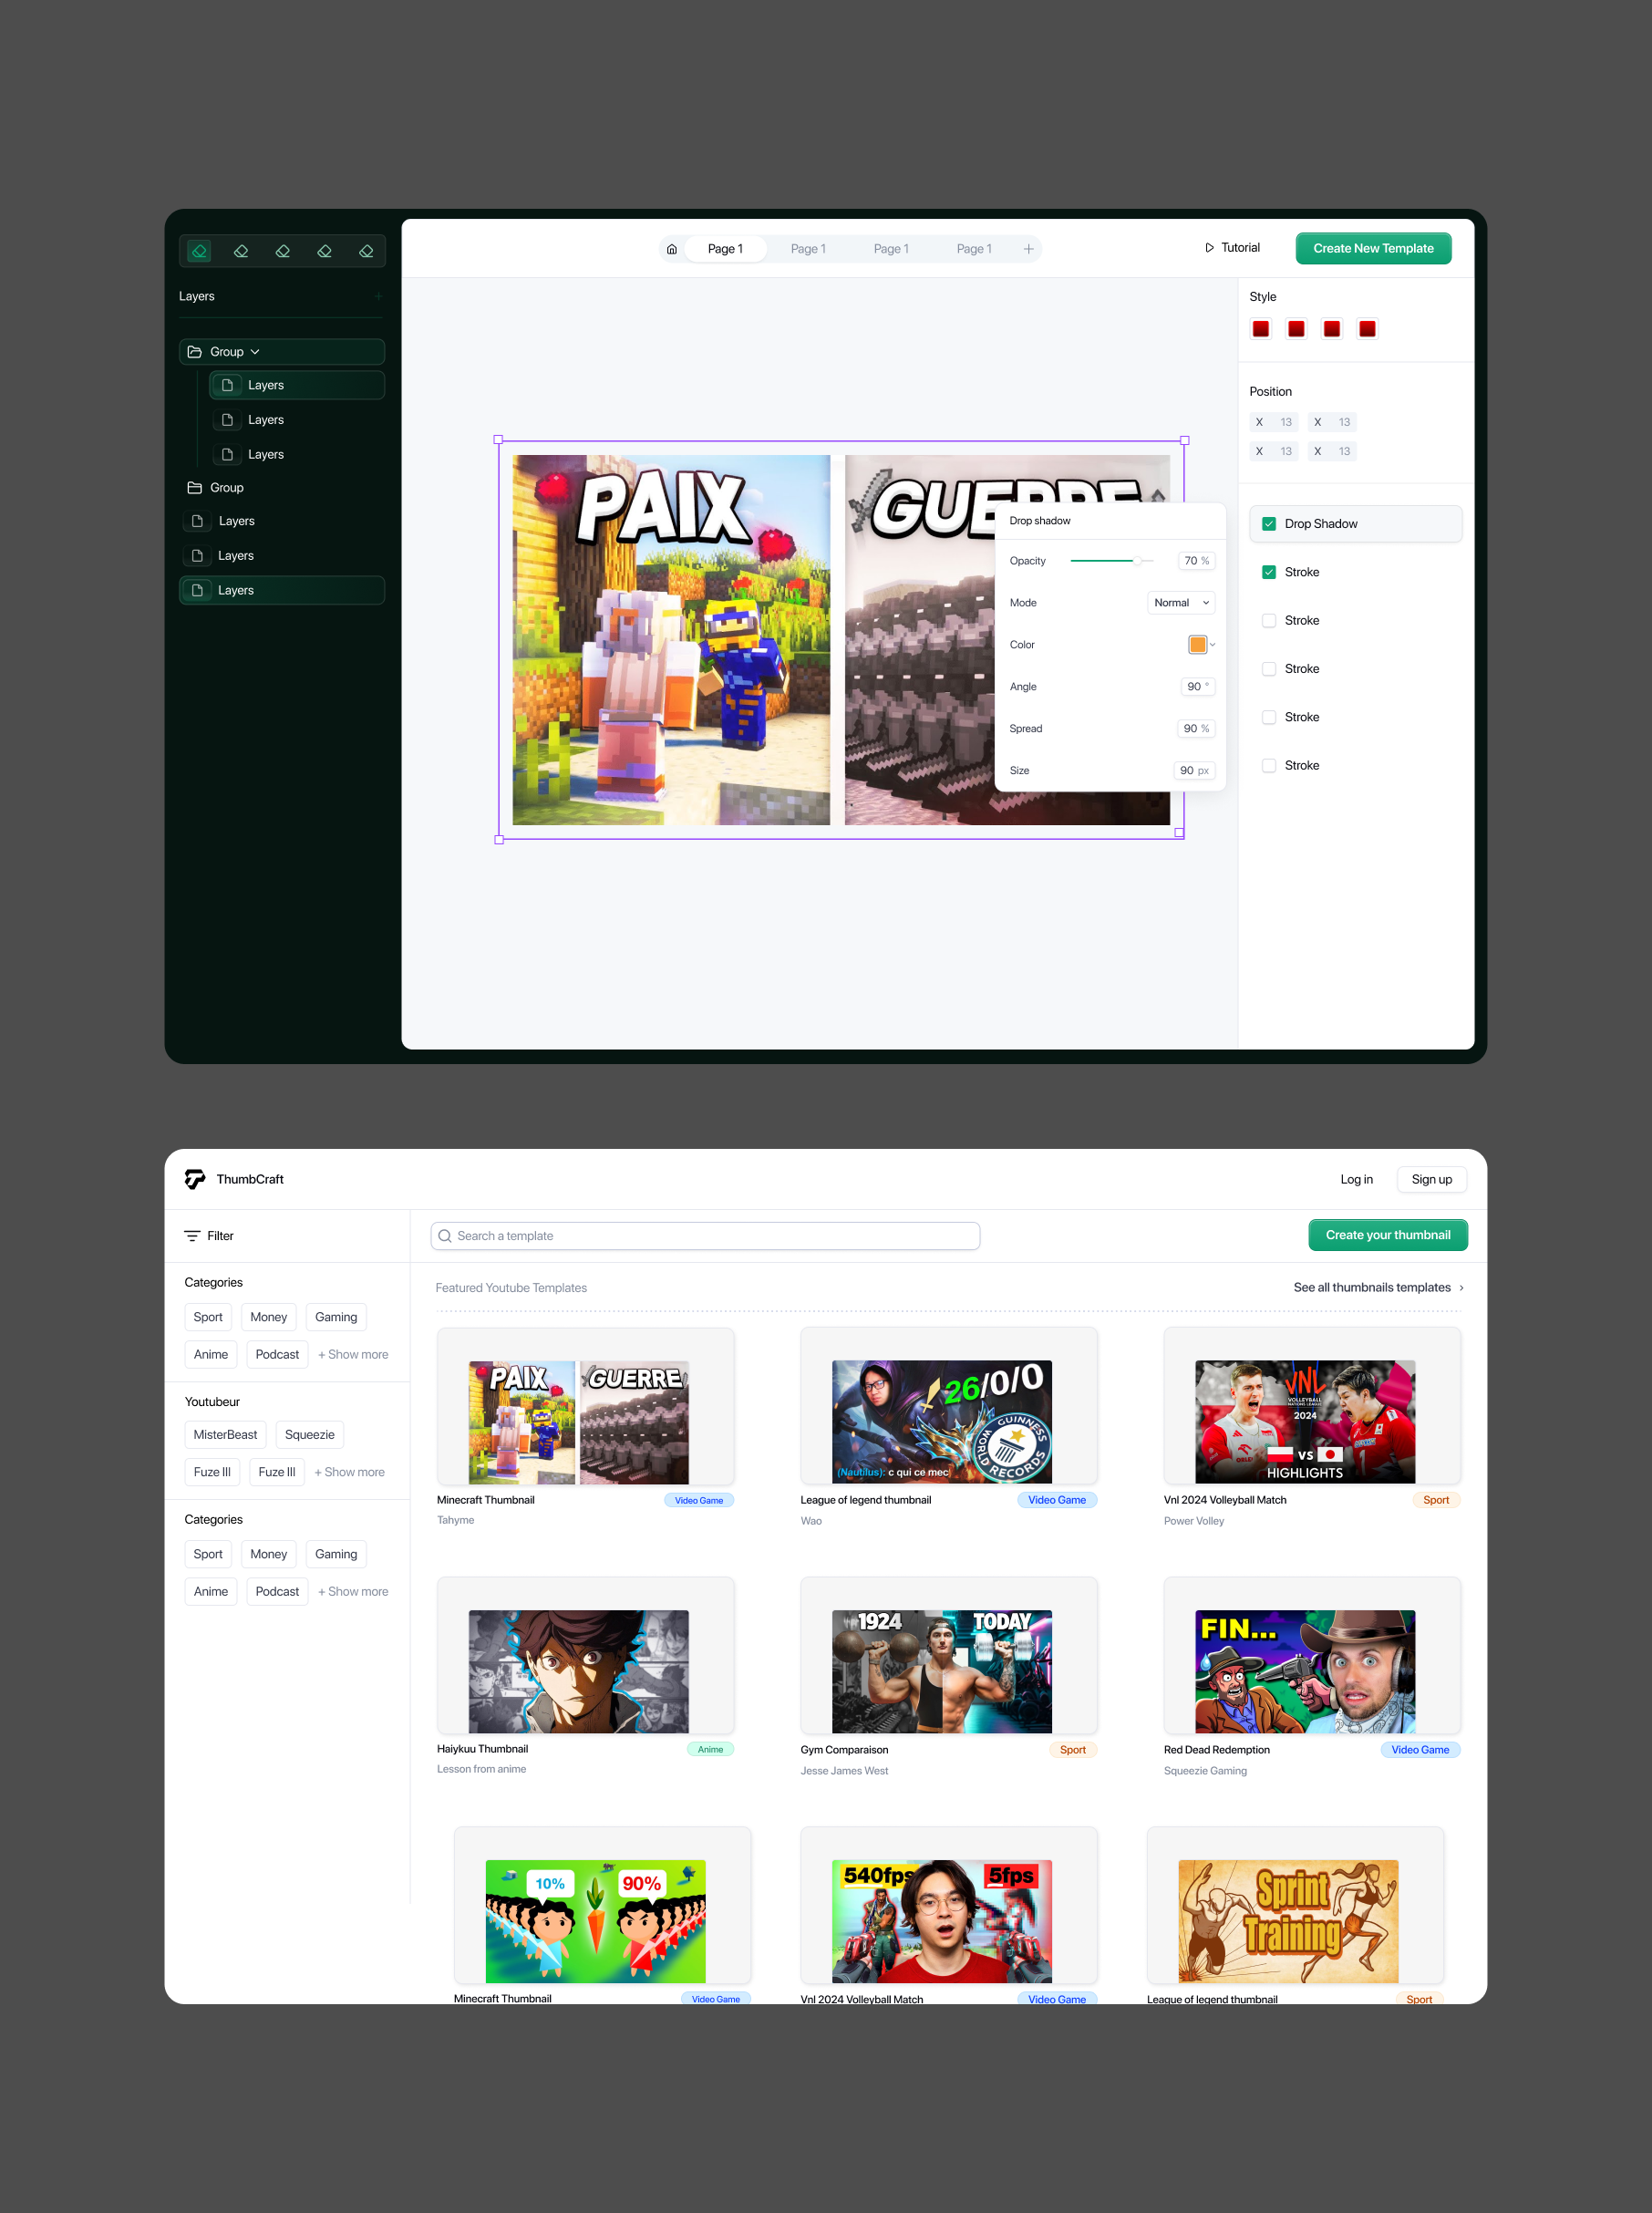 Page 1 Page 1 Page 1 Page 1
Tutorial
Create New Template
Layers
Group
Layers
Layers
Layers
Group
Layers
Layers
Layers
PAIX
GUERRE
Drop shadow
Opacity 70 %
Mode Normal
Color
Angle 90 °
Spread 90 %
Size 90 px
Style
Position
X 13 X 13
X 13 X 13
Drop Shadow
Stroke
Stroke
Stroke
Stroke
Stroke
ThumbCraft
Log in
Sign up
Filter
Search a template
Create your thumbnail
Categories
Sport Money Gaming
Anime Podcast + Show more
Youtubeur
MisterBeast Squeezie
Fuze III Fuze III + Show more
Categories
Sport Money Gaming
Anime Podcast + Show more
Featured Youtube Templates
See all thumbnails templates
PAIX GUERRE
Minecraft Thumbnail Video Game
Tahyme
26/0/0
GUINNESS
WORLD RECORDS
(Nautilus): c qui ce mec
League of legend thumbnail Video Game
Wao
VNL
VOLLEYBALL
NATIONS LEAGUE
2024
ORLEN
VS
HIGHLIGHTS
Vnl 2024 Volleyball Match Sport
Power Volley
Haiykuu Thumbnail Anime
Lesson from anime
1924 TODAY
Gym Comparaison Sport
Jesse James West
FIN...
Red Dead Redemption Video Game
Squeezie Gaming
10% 90%
Minecraft Thumbnail Video Game
540fps 5fps
Vnl 2024 Volleyball Match Video Game
Sprint
Training
League of legend thumbnail Sport